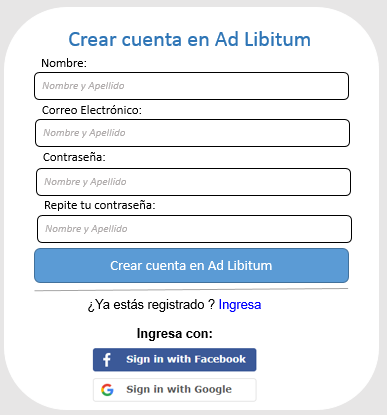 Crear cuenta en Ad Libitum
Nombre:
Nombre y Apellido
Correo Electrónico:
Nombre y Apellido
Contraseña:
Nombre y Apellido
Repite tu contraseña:
Nombre y Apellido
Crear cuenta en Ad Libitum
¿Ya estás registrado ? Ingresa
Ingresa con:
Sign in with Facebook
Sign in with Google